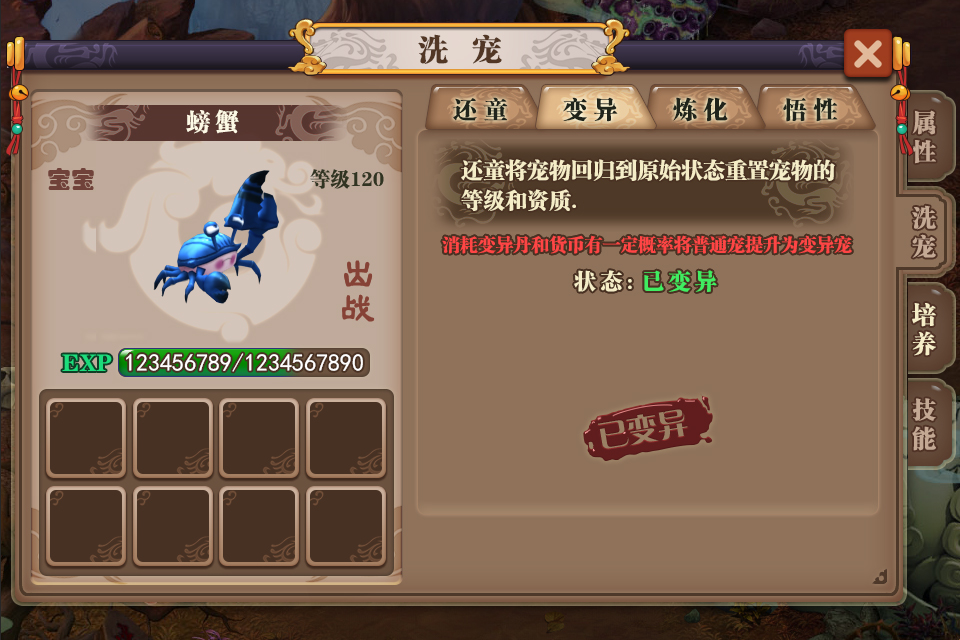 洗宠
还童 变异 炼化 悟性
螃蟹
宝宝
等级120
出战
EXP 123456789/1234567890
还童将宠物回归到原始状态重置宠物的
等级和资质.
消耗变异丹和货币有一定概率将普通宠提升为变异宠
状态: 已变异
已变异
属性
洗宠
培养
技能